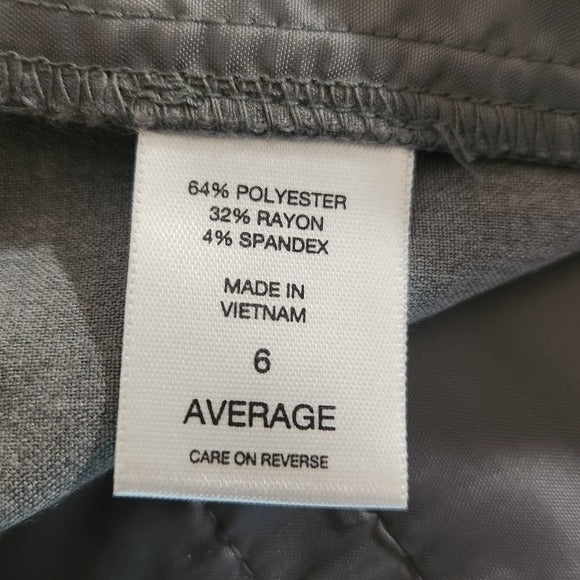 64% POLYESTER
32% RAYON
4% SPANDEX
MADE IN
VIETNAM
6
AVERAGE
CARE ON REVERSE